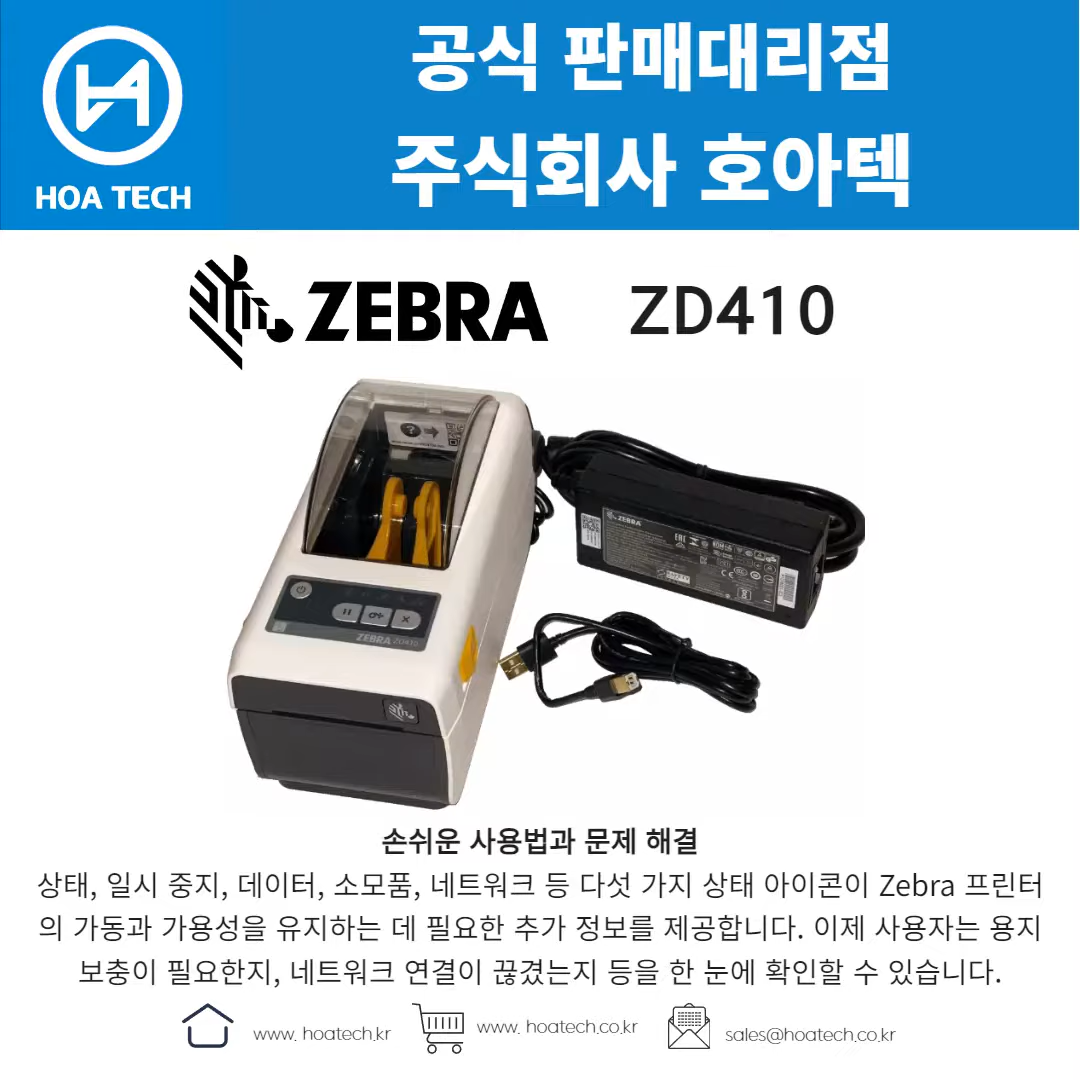 공식 판매대리점
주식회사 호아텍
HOA TECH
ZEBRA ZD410
?
ZEBRA
ZEBRA ZD410
손쉬운 사용법과 문제 해결
상태, 일시 중지, 데이터, 소모품, 네트워크 등 다섯 가지 상태 아이콘이 Zebra 프린터
의 가동과 가용성을 유지하는 데 필요한 추가 정보를 제공합니다. 이제 사용자는 용지
보충이 필요한지, 네트워크 연결이 끊겼는지 등을 한 눈에 확인할 수 있습니다.
www. hoatech.kr
www. hoatech.co.kr
sales@hoatech.co.kr